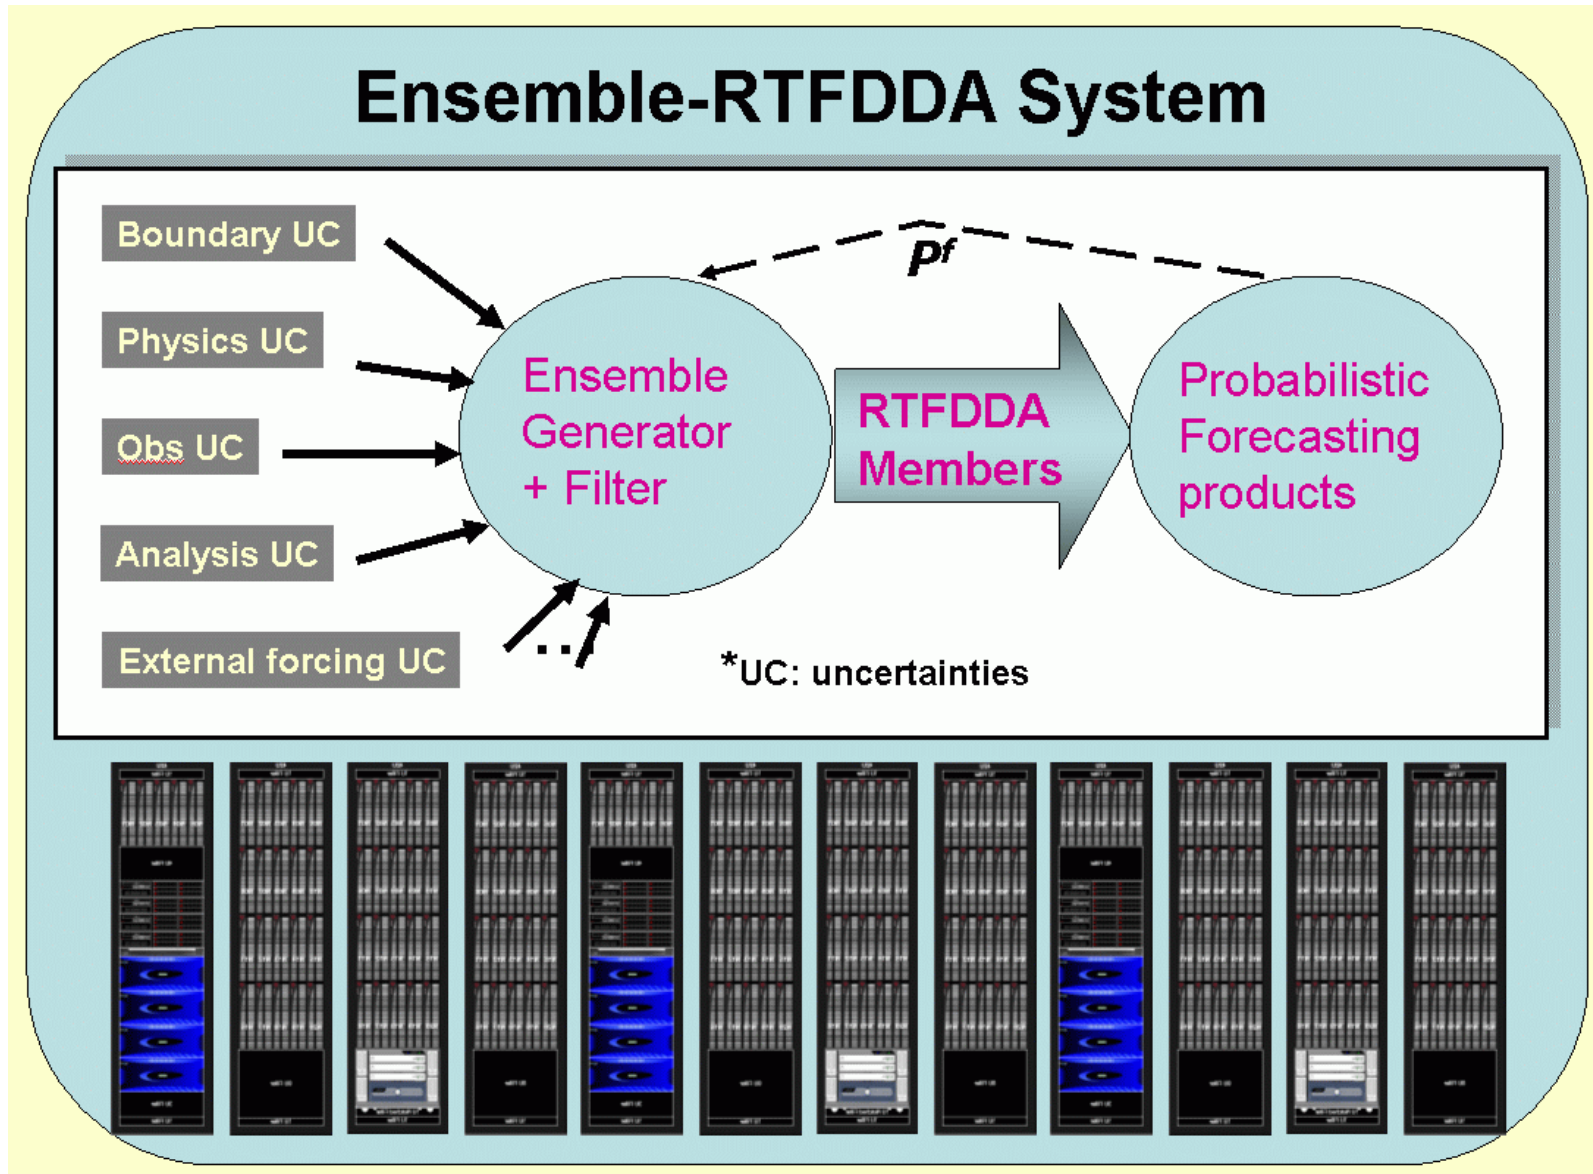 Ensemble-RTFDDA System
Boundary UC
Physics UC
Obs UC
Analysis UC
External forcing UC
...
Ensemble
Generator
+ Filter
Pf
RTFDDA
Members
Probabilistic
Forecasting
products
*UC: uncertainties